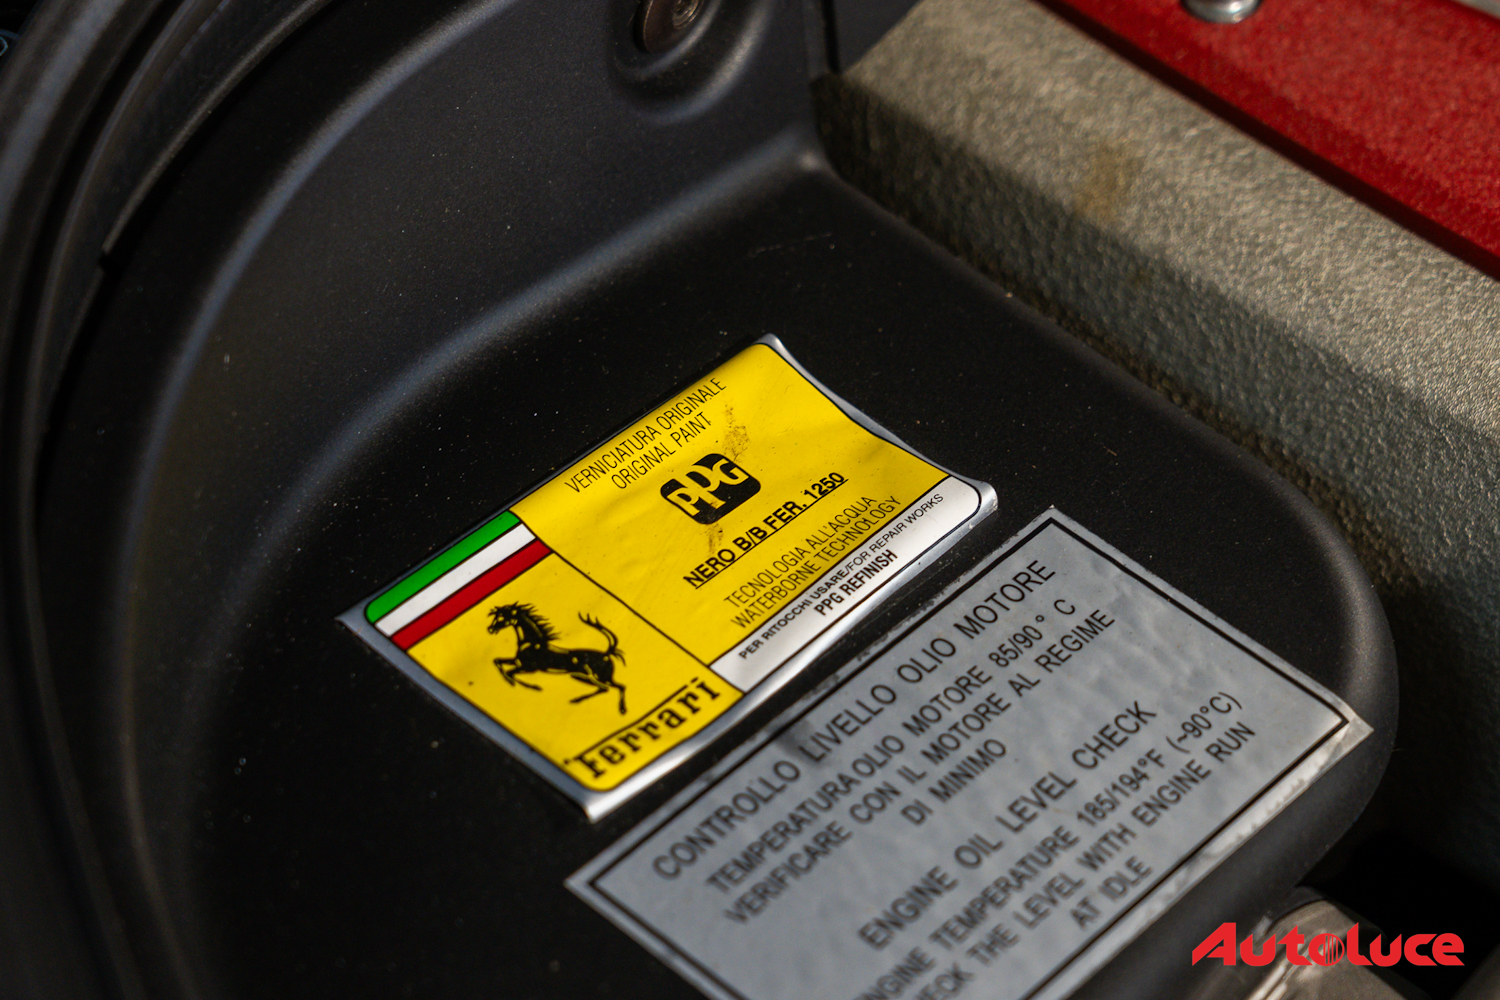 VERNICIATURA ORIGINALE
ORIGINAL PAINT
PPG
NERO B/B FER. 1250
TECNOLOGIA ALL'ACQUA
WATERBORNE TECHNOLOGY
PER RITOCCHI USARE/FOR REPAIR WORKS
PPG REFINISH
Ferrari
CONTROLLO LIVELLO OLIO MOTORE
TEMPERATURA OLIO MOTORE 85/90° C
VERIFICARE CON IL MOTORE AL REGIME
DI MINIMO
ENGINE OIL LEVEL CHECK
ENGINE TEMPERATURE 185/194°F (~90°C)
CHECK THE LEVEL WITH ENGINE RUN
AT IDLE
Autoluce